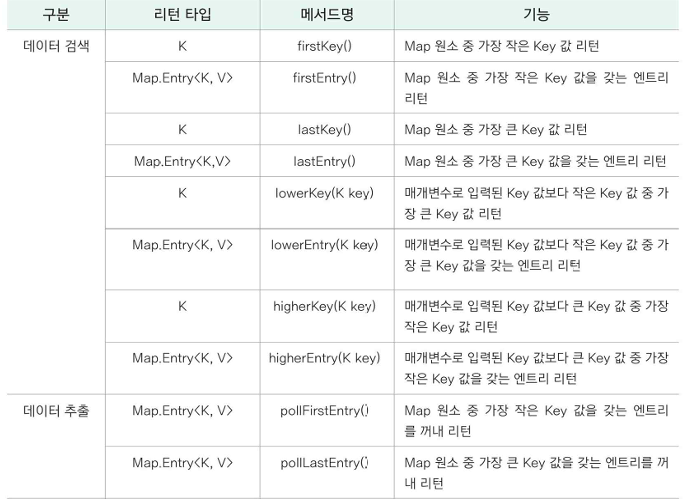 구분 리턴 타입 메서드명 기능
데이터 검색 K firstKey() Map 원소 중 가장 작은 Key 값 리턴
Map.Entry<K, V> firstEntry() Map 원소 중 가장 작은 Key 값을 갖는 엔트리
리턴
K lastKey() Map 원소 중 가장 큰 Key 값 리턴
Map.Entry<K,V> lastEntry() Map 원소 중 가장 큰 Key 값을 갖는 엔트리 리턴
K lowerKey(K key) 매개변수로 입력된 Key 값보다 작은 Key 값 중 가
장 큰 Key 값 리턴
Map.Entry<K, V> lowerEntry(K key) 매개변수로 입력된 Key 값보다 작은 Key 값 중 가
장 큰 Key 값을 갖는 엔트리 리턴
K higherKey(K key) 매개변수로 입력된 Key 값보다 큰 Key 값 중 가장
작은 Key 값 리턴
Map.Entry<K, V> higherEntry(K key) 매개변수로 입력된 Key 값보다 큰 Key 값 중 가장
작은 Key 값을 갖는 엔트리 리턴
데이터 추출 Map.Entry<K, V> pollFirstEntry() Map 원소 중 가장 작은 Key 값을 갖는 엔트리
를 꺼내 리턴
Map.Entry<K, V> pollLastEntry() Map 원소 중 가장 큰 Key 값을 갖는 엔트리를 꺼
내 리턴